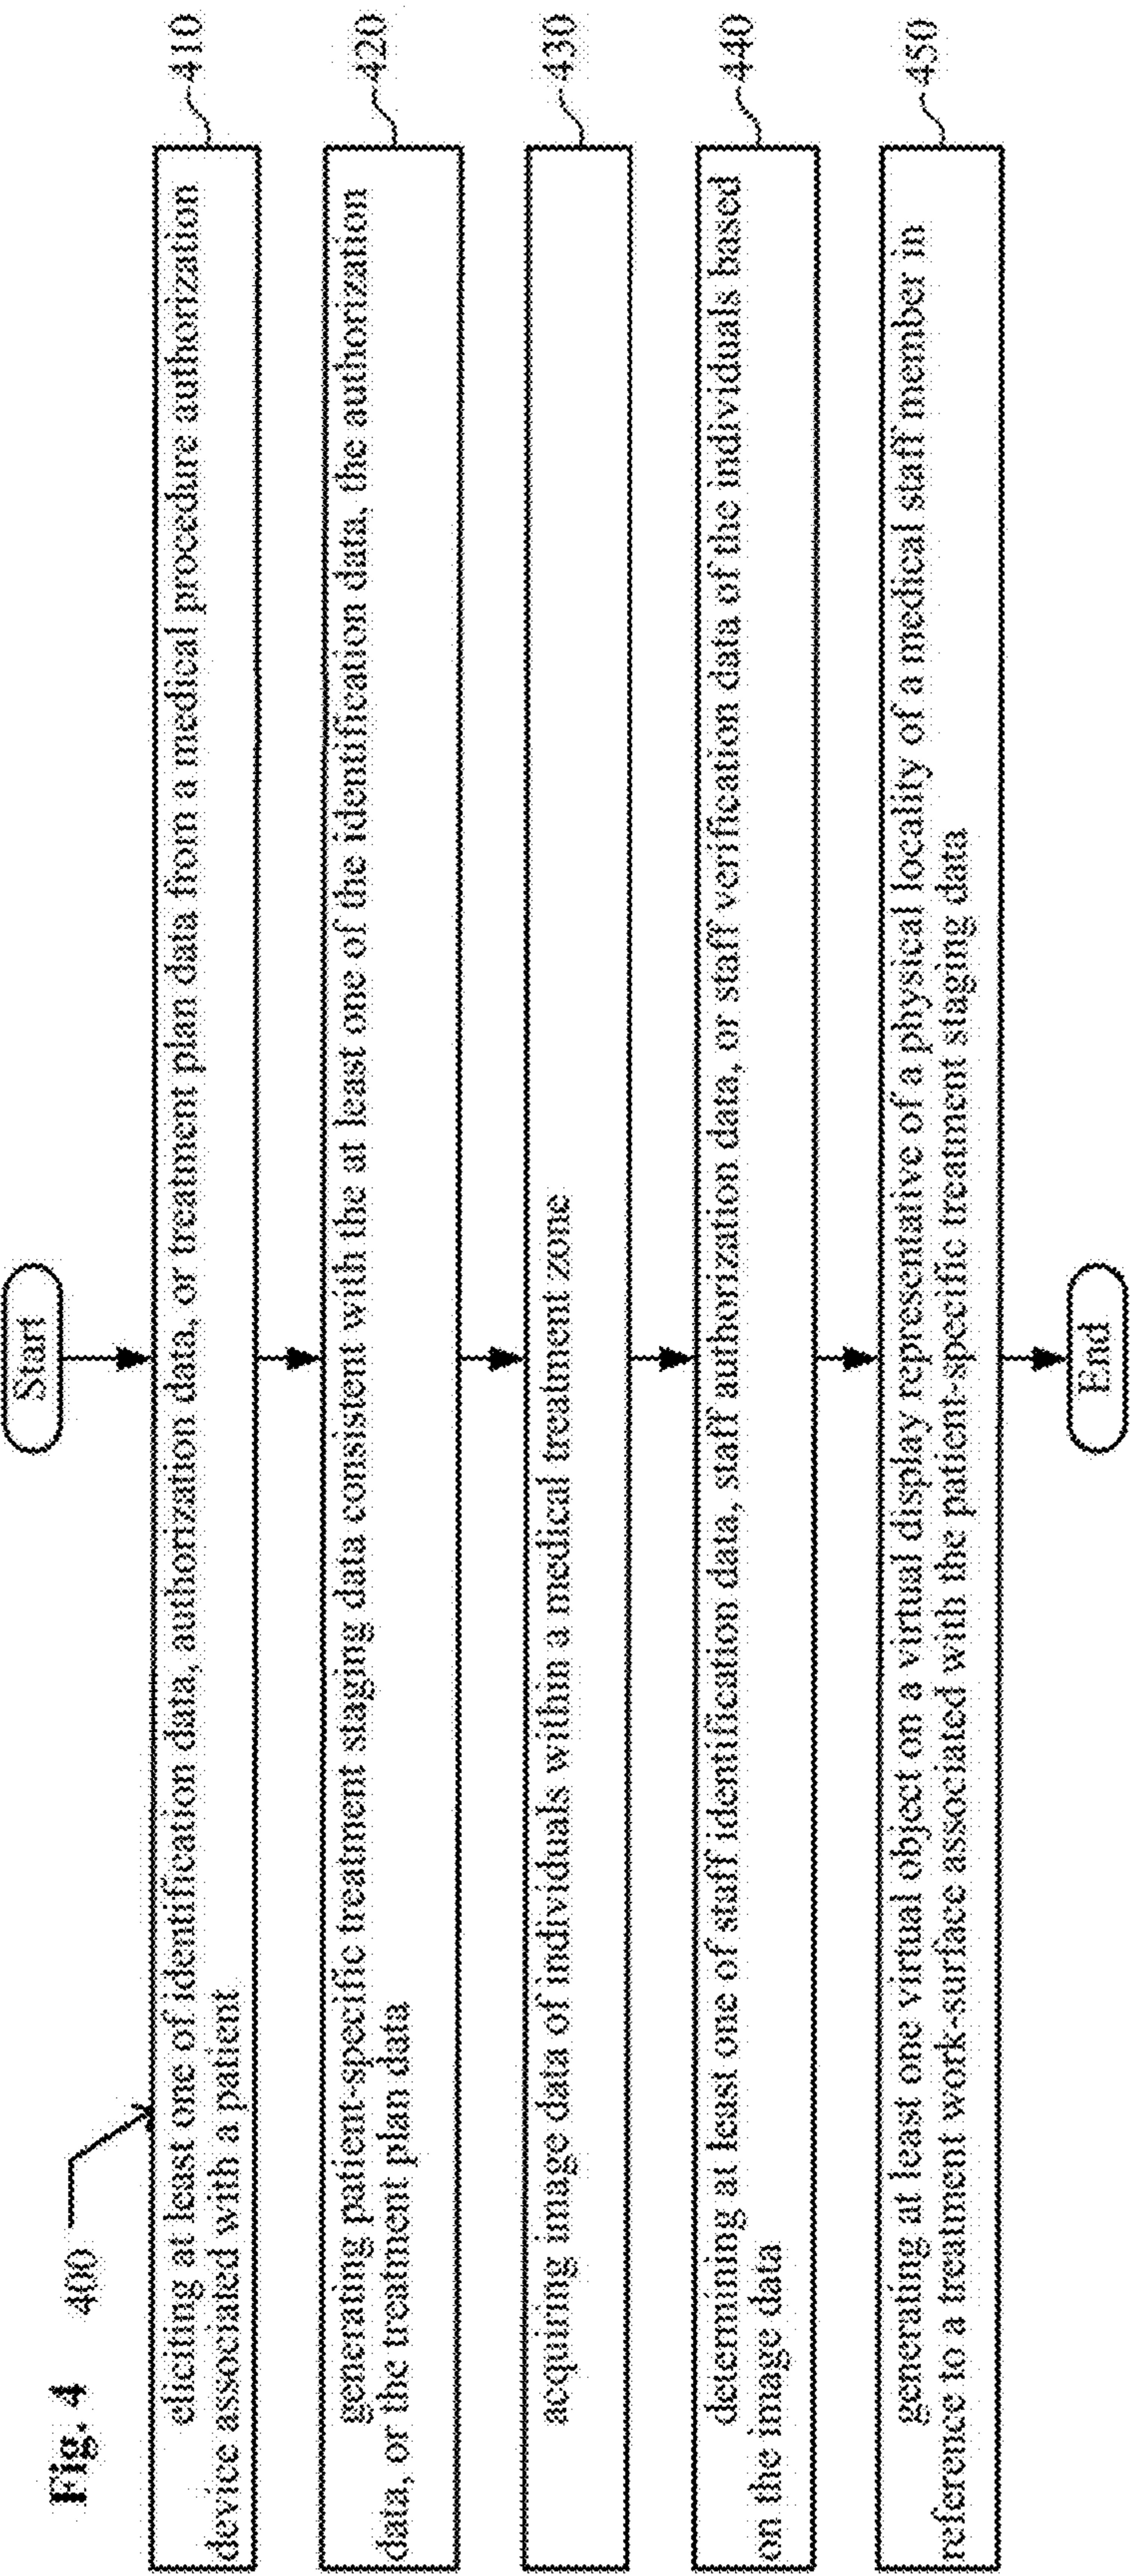 Fig. 4
400
Start
eliciting at least one of identification data, authorization data, or treatment plan data from a medical procedure authorization
device associated with a patient
410
generating patient-specific treatment staging data consistent with the at least one of the identification data, the authorization
data, or the treatment plan data
420
acquiring image data of individuals within a medical treatment zone
430
determining at least one of staff identification data, staff authorization data, or staff verification data of the individuals based
on the image data
440
generating at least one virtual object on a virtual display representative of a physical locality of a medical staff member in
reference to a treatment work-surface associated with the patient-specific treatment staging data
450
End